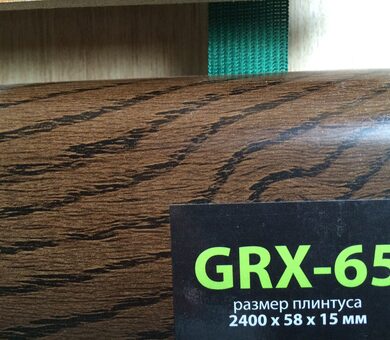 GRX-65
размер плинтуса
2400 x 58 x 15 мм